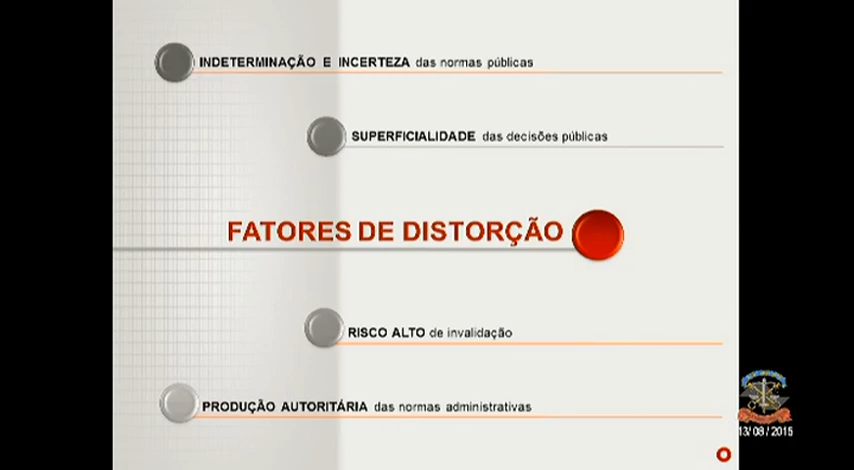 INDETERMINAÇÃO E INCERTEZA das normas públicas
SUPERFICIALIDADE das decisões públicas
FATORES DE DISTORÇÃO
RISCO ALTO de invalidação
PRODUÇÃO AUTORITÁRIA das normas administrativas
13/08/2015
O